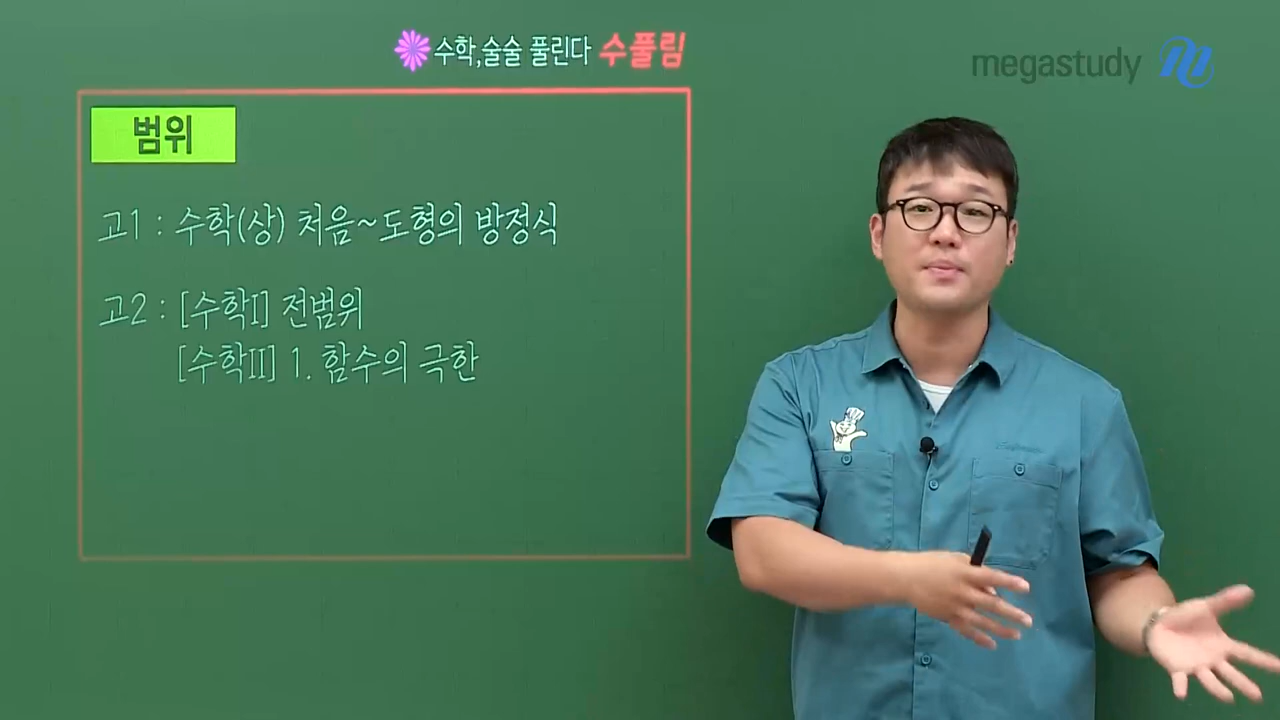 수학,술술 풀린다 수풀림
megastudy
범위
고1 : 수학(상) 처음~도형의 방정식
고2 : [수학I] 전범위
[수학II] 1. 함수의 극한